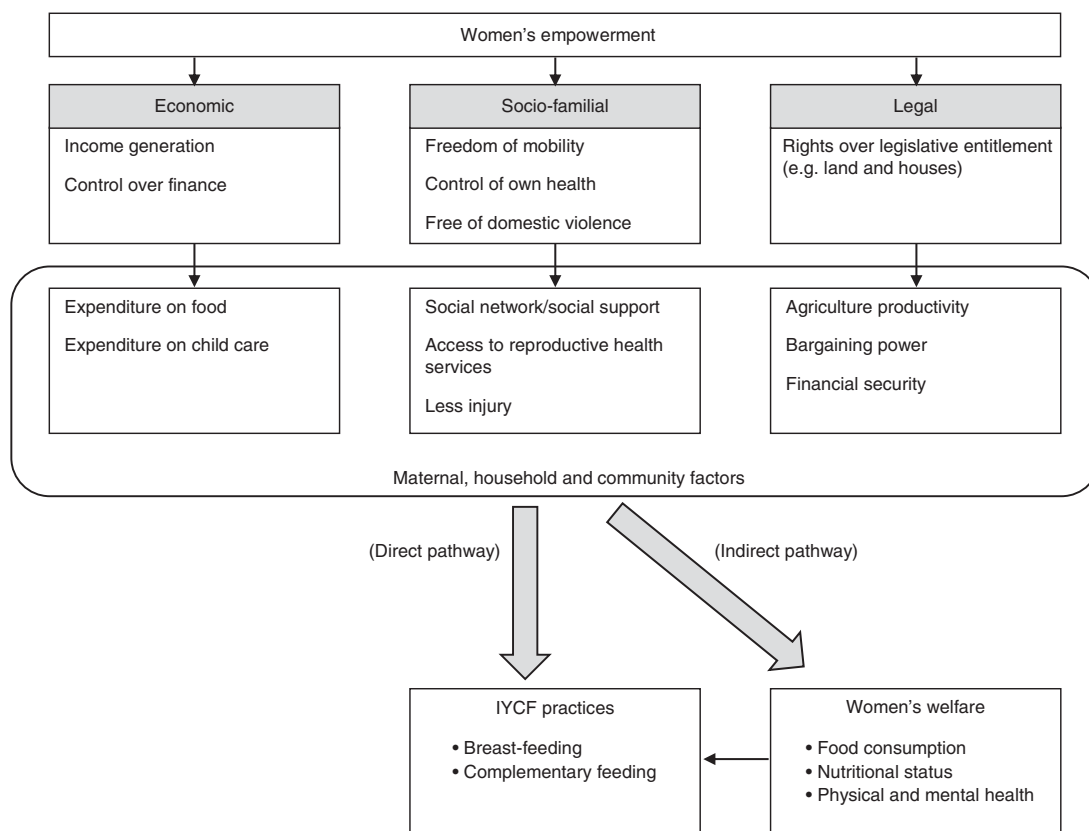 Women's empowerment
Economic
Socio-familial
Legal
Income generation
Control over finance
Freedom of mobility
Control of own health
Free of domestic violence
Rights over legislative entitlement
(e.g. land and houses)
Expenditure on food
Expenditure on child care
Social network/social support
Access to reproductive health
services
Less injury
Agriculture productivity
Bargaining power
Financial security
Maternal, household and community factors
(Direct pathway)
(Indirect pathway)
IYCF practices
• Breast-feeding
• Complementary feeding
Women's welfare
• Food consumption
• Nutritional status
• Physical and mental health